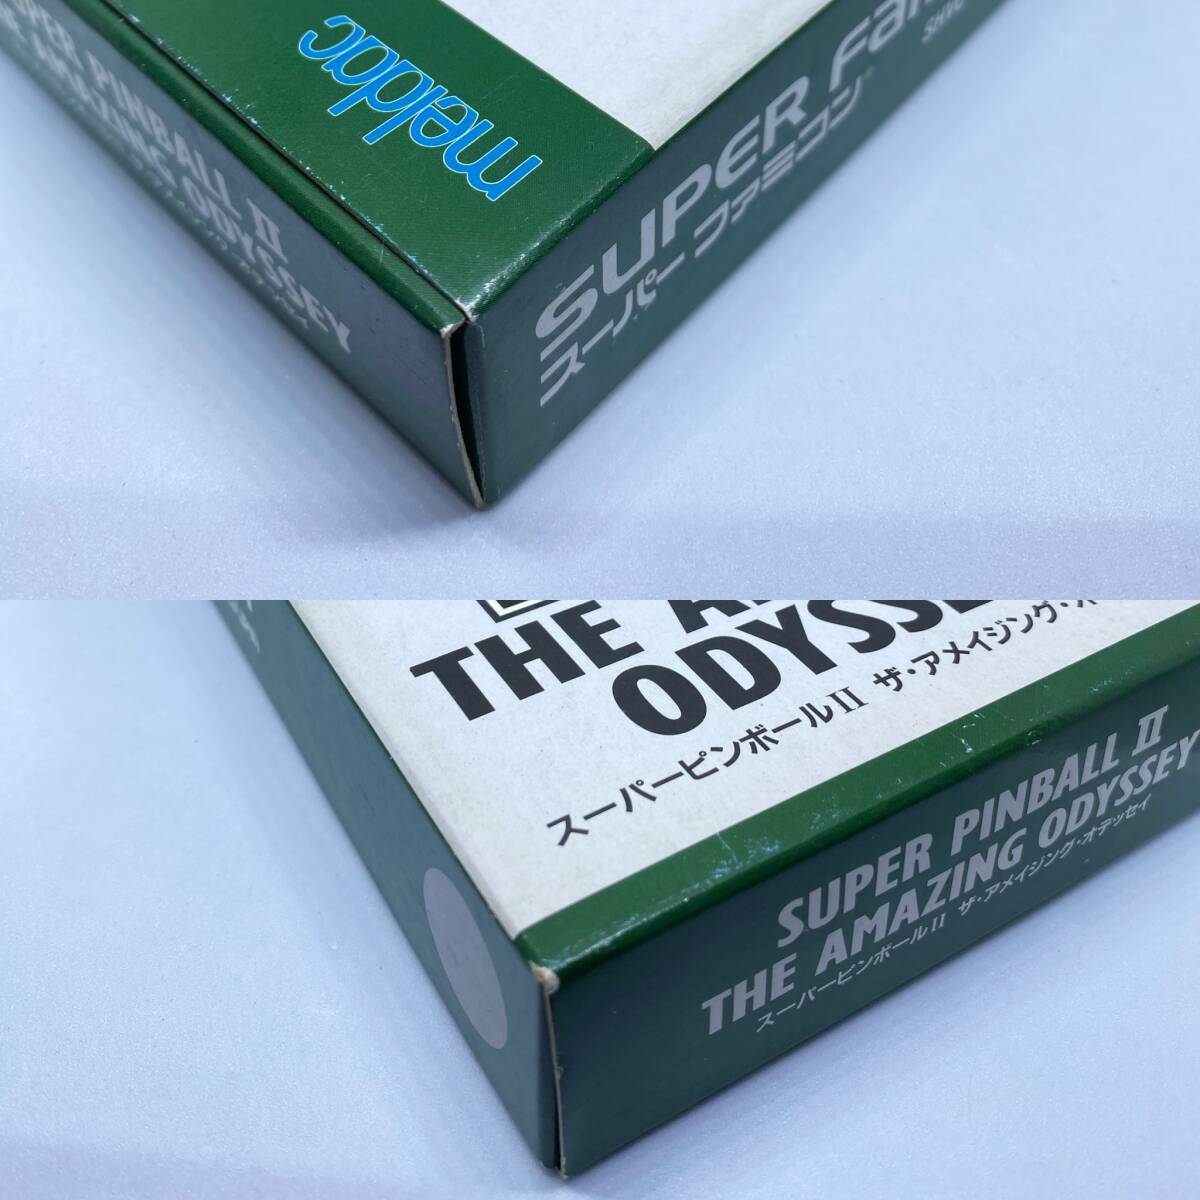 SUPER PINBALL II
AMAZING ODYSSEY
meldac
SUPER Fam
スーパーファミコン
SHVC
THE A
ODYSSE
スーパーピンボールII ザ・アメイジング・オ
SUPER PINBALL II
THE AMAZING ODYSSEY
スーパーピンボールII ザ・アメイジング・オデッセイ